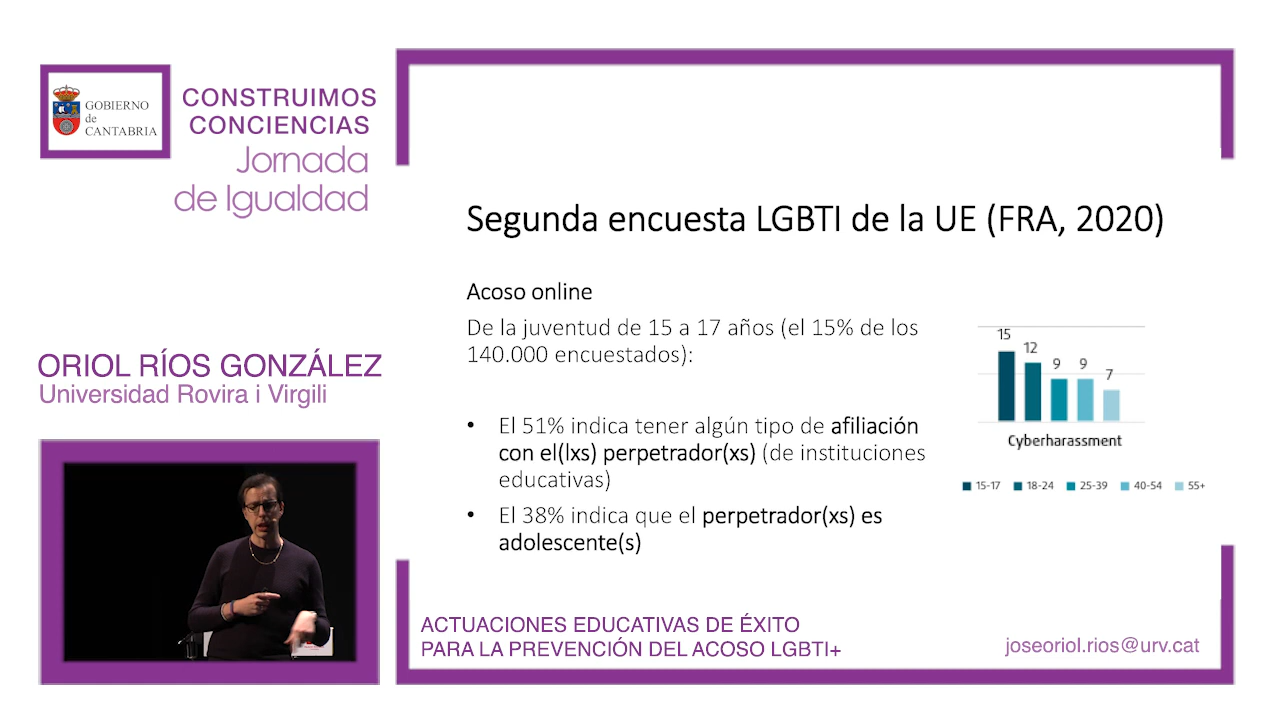 GOBIERNO
de
CANTABRIA
CONSTRUIMOS
CONCIENCIAS
Jornada
de Igualdad
ORIOL RÍOS GONZÁLEZ
Universidad Rovira i Virgili
Segunda encuesta LGBTI de la UE (FRA, 2020)
Acoso online
De la juventud de 15 a 17 años (el 15% de los
140.000 encuestados):
• El 51% indica tener algún tipo de afiliación
con el(lxs) perpetrador(xs) (de instituciones
educativas)
• El 38% indica que el perpetrador(xs) es
adolescente(s)
15
12
9
9
7
Cyberharassment
15-17 18-24 25-39 40-54 55+
ACTUACIONES EDUCATIVAS DE ÉXITO
PARA LA PREVENCIÓN DEL ACOSO LGBTI+
joseoriol.rios@urv.cat